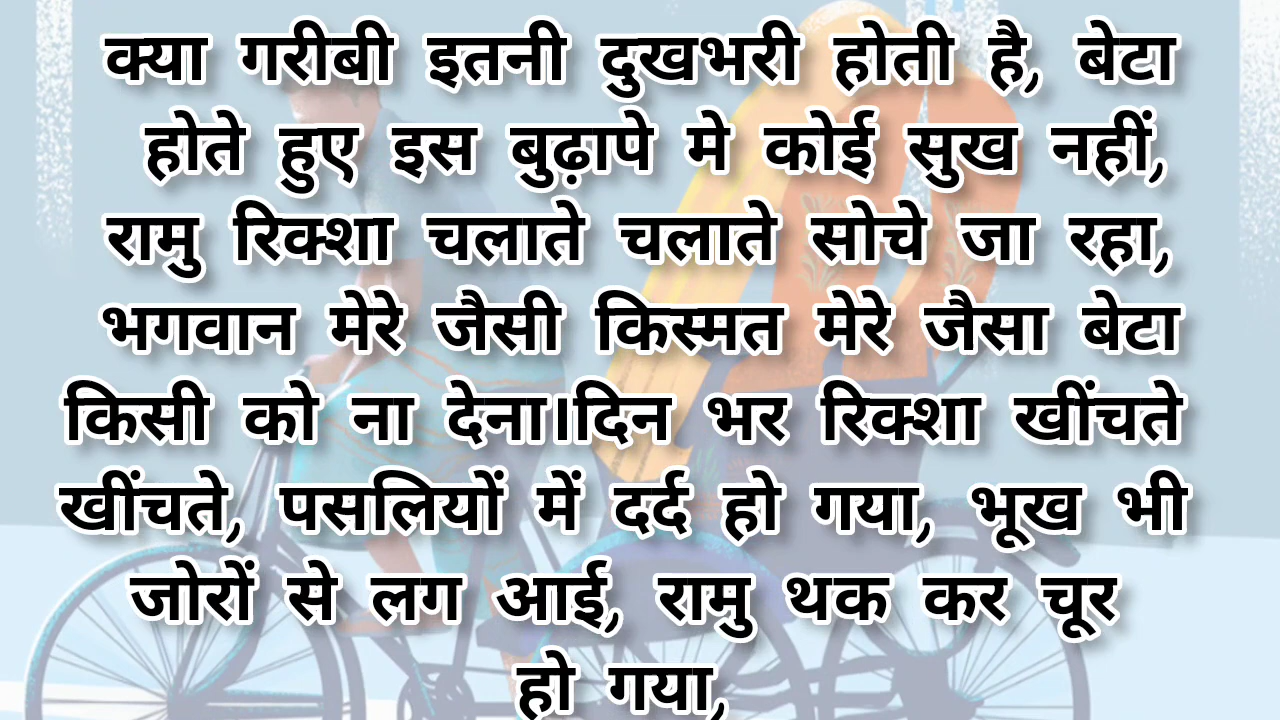 क्या गरीबी इतनी दुखभरी होती है, बेटा
होते हुए इस बुढ़ापे मे कोई सुख नहीं,
रामु रिक्शा चलाते चलाते सोचे जा रहा,
भगवान मेरे जैसी किस्मत मेरे जैसा बेटा
किसी को ना देना।दिन भर रिक्शा खींचते
खींचते, पसलियों में दर्द हो गया, भूख भी
जोरों से लग आई, रामु थक कर चूर
हो गया,